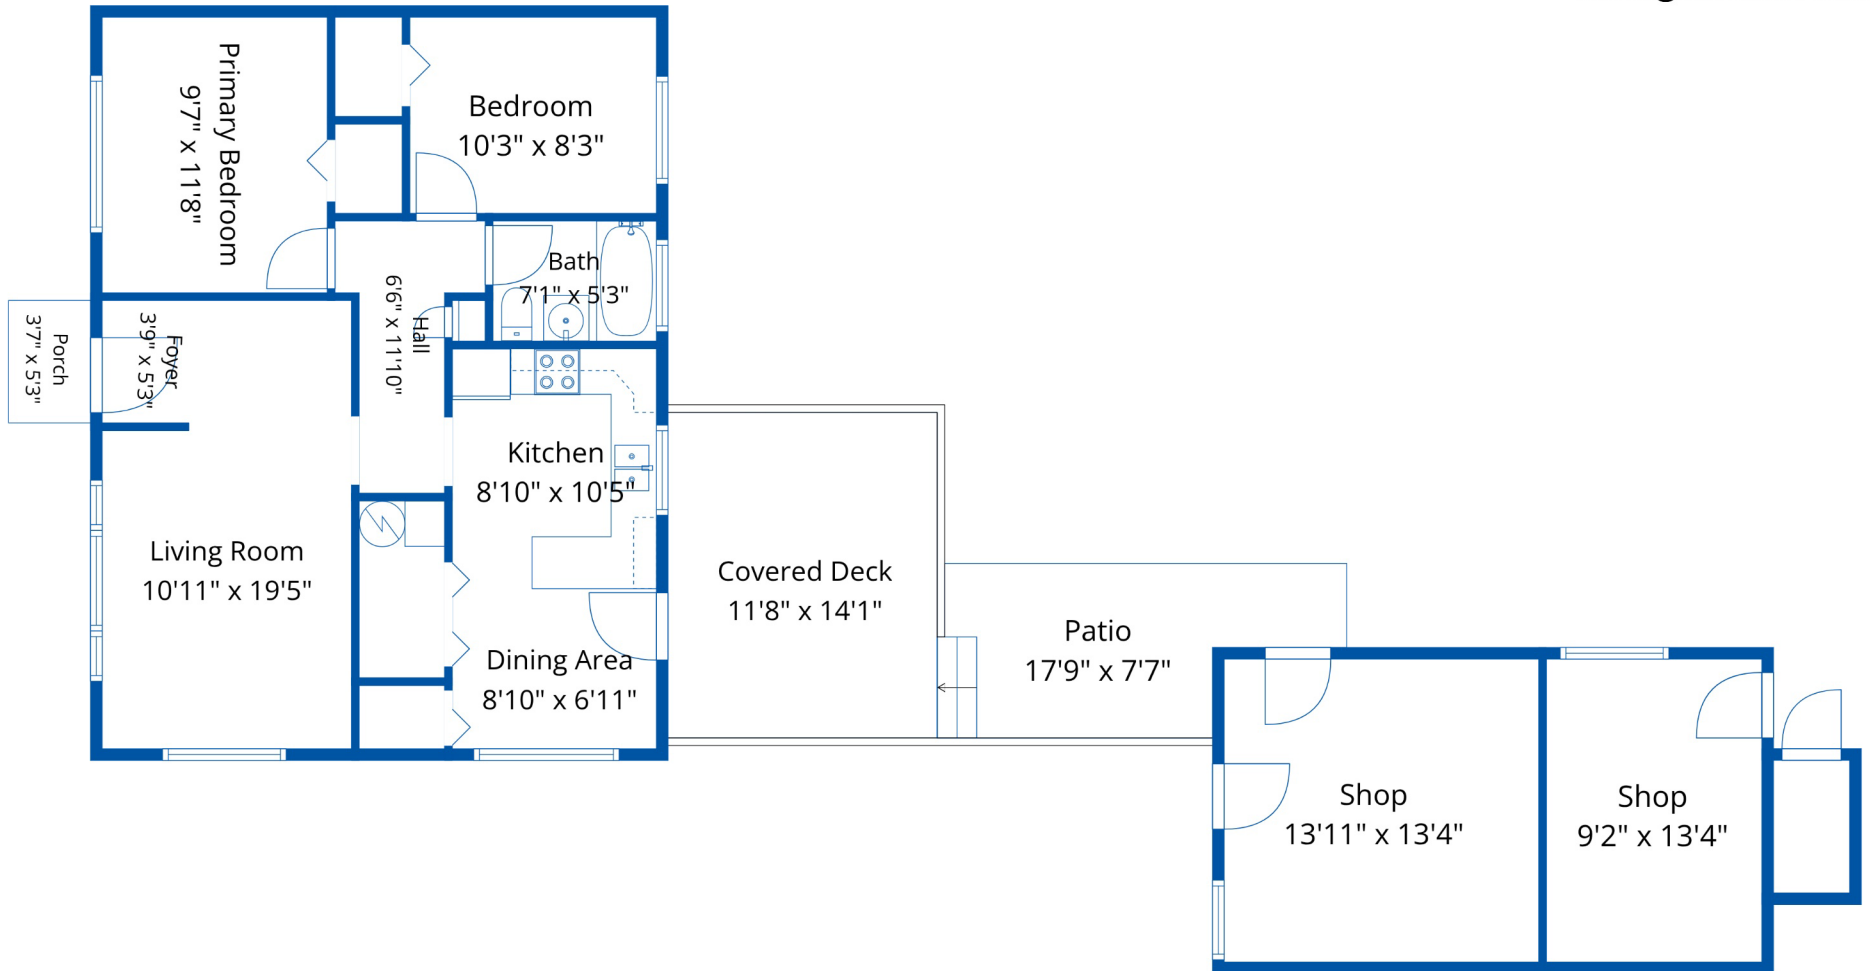 Primary Bedroom
9'7" x 11'8"
Bedroom
10'3" x 8'3"
Bath
7'1" x 5'3"
Hall
6'6" x 11'10"
Porch
3'7" x 5'3"
Foyer
3'9" x 5'3"
Kitchen
8'10" x 10'5"
Living Room
10'11" x 19'5"
Dining Area
8'10" x 6'11"
Covered Deck
11'8" x 14'1"
Patio
17'9" x 7'7"
Shop
13'11" x 13'4"
Shop
9'2" x 13'4"